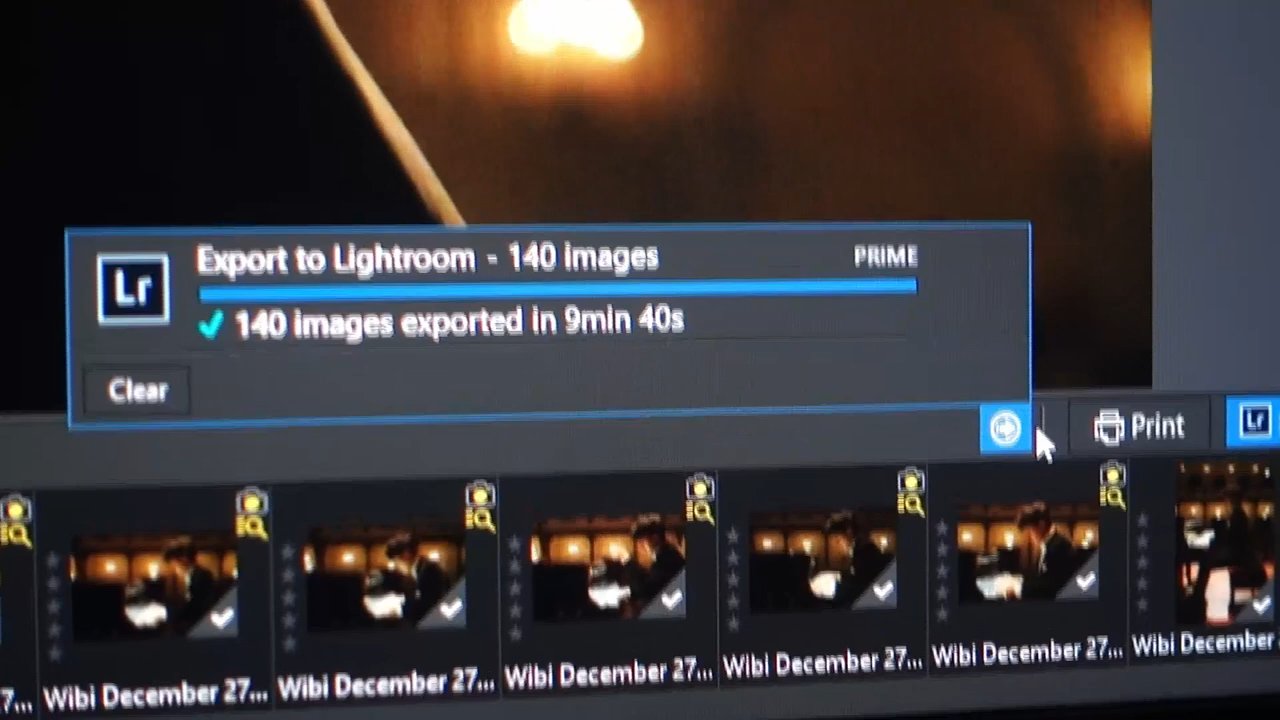 Lr
Export to Lightroom - 140 images
PRIME
140 images exported in 9min 40s
Clear
Print
Lr
7...
Wibi December 27...
Wibi December 27...
Wibi December 27...
Wibi December 27...
Wibi December 27...
Wibi December